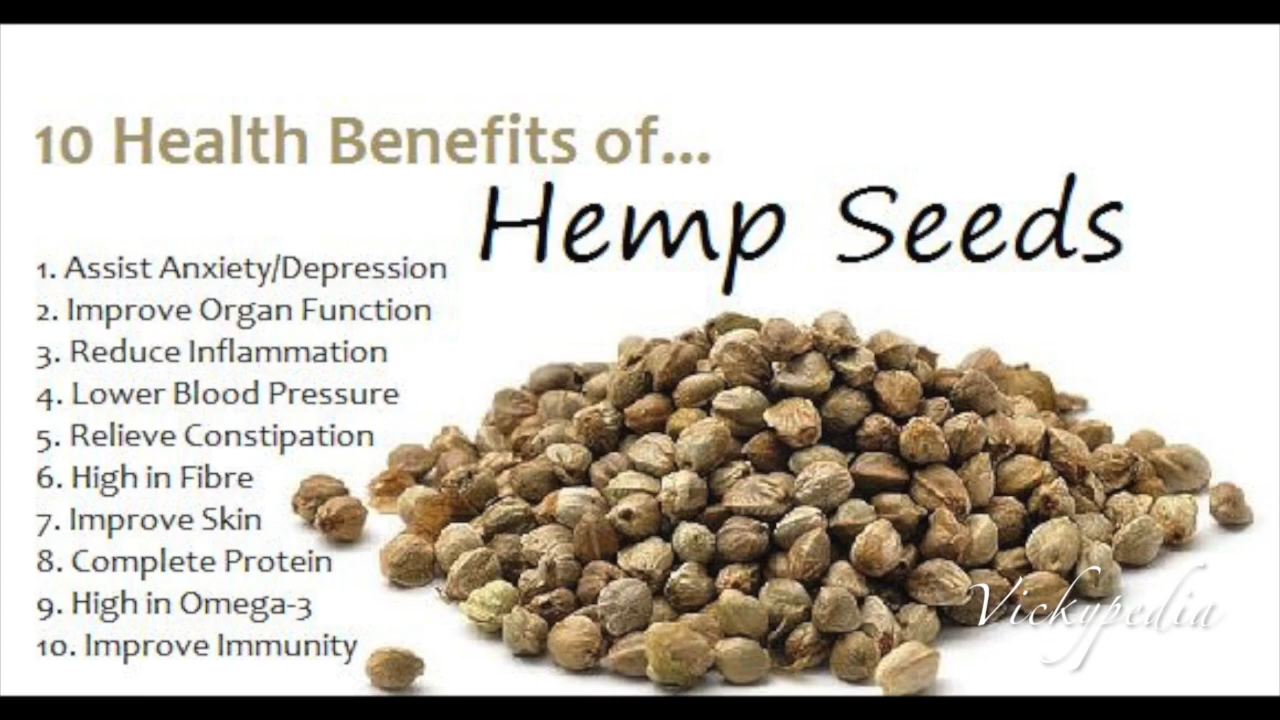 10 Health Benefits of...
Hemp Seeds
1. Assist Anxiety/Depression
2. Improve Organ Function
3. Reduce Inflammation
4. Lower Blood Pressure
5. Relieve Constipation
6. High in Fibre
7. Improve Skin
8. Complete Protein
9. High in Omega-3
10. Improve Immunity
Vickypedia